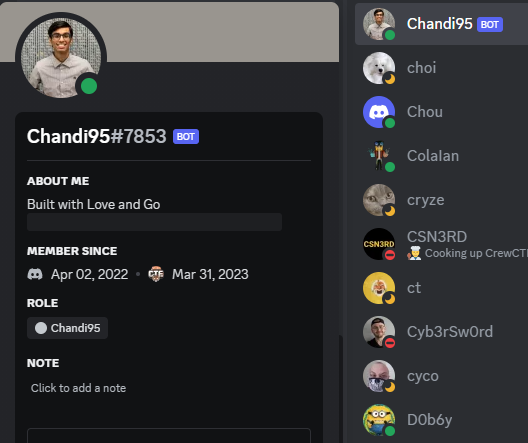 Chandi95#7853 BOT
ABOUT ME
Built with Love and Go
MEMBER SINCE
Apr 02, 2022 • Mar 31, 2023
ROLE
Chandi95
NOTE
Click to add a note
Chandi95 BOT
choi
Chou
ColaIan
cryze
CSN3RD
CSN3RD
Cooking up CrewCT
ct
Cyb3rSw0rd
cyco
D0b6y